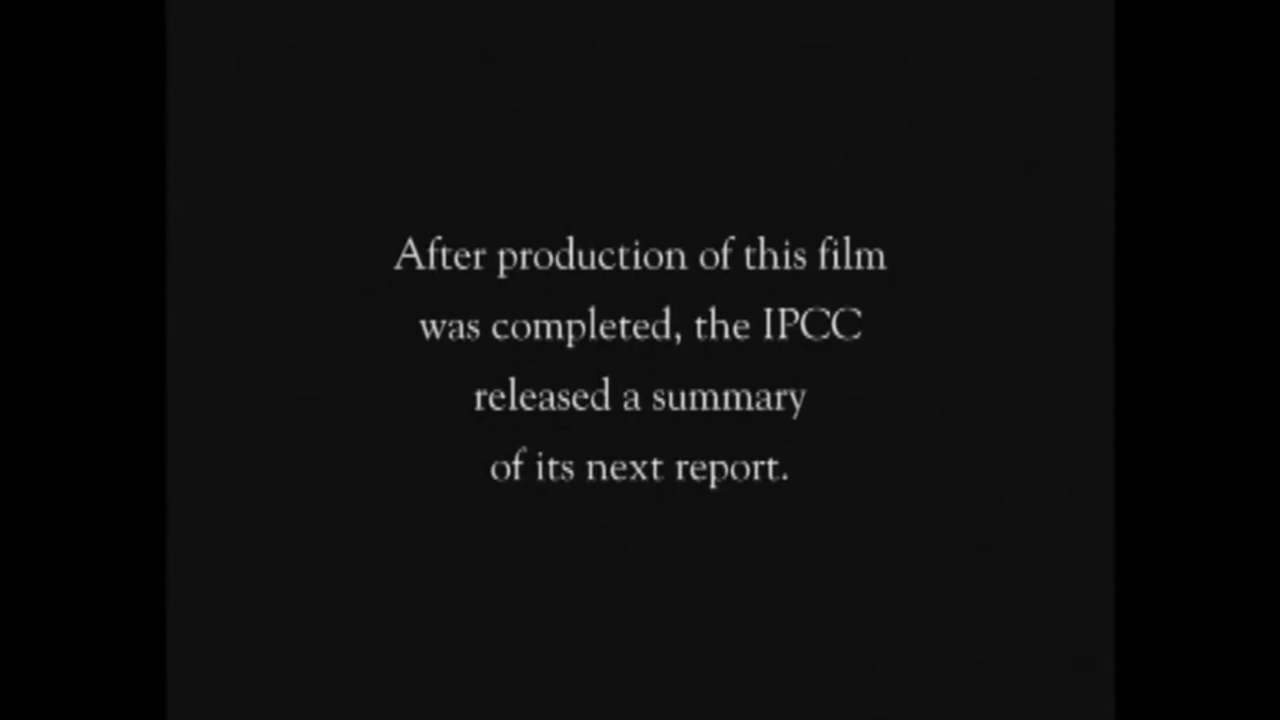 After production of this film
was completed, the IPCC
released a summary
of its next report.